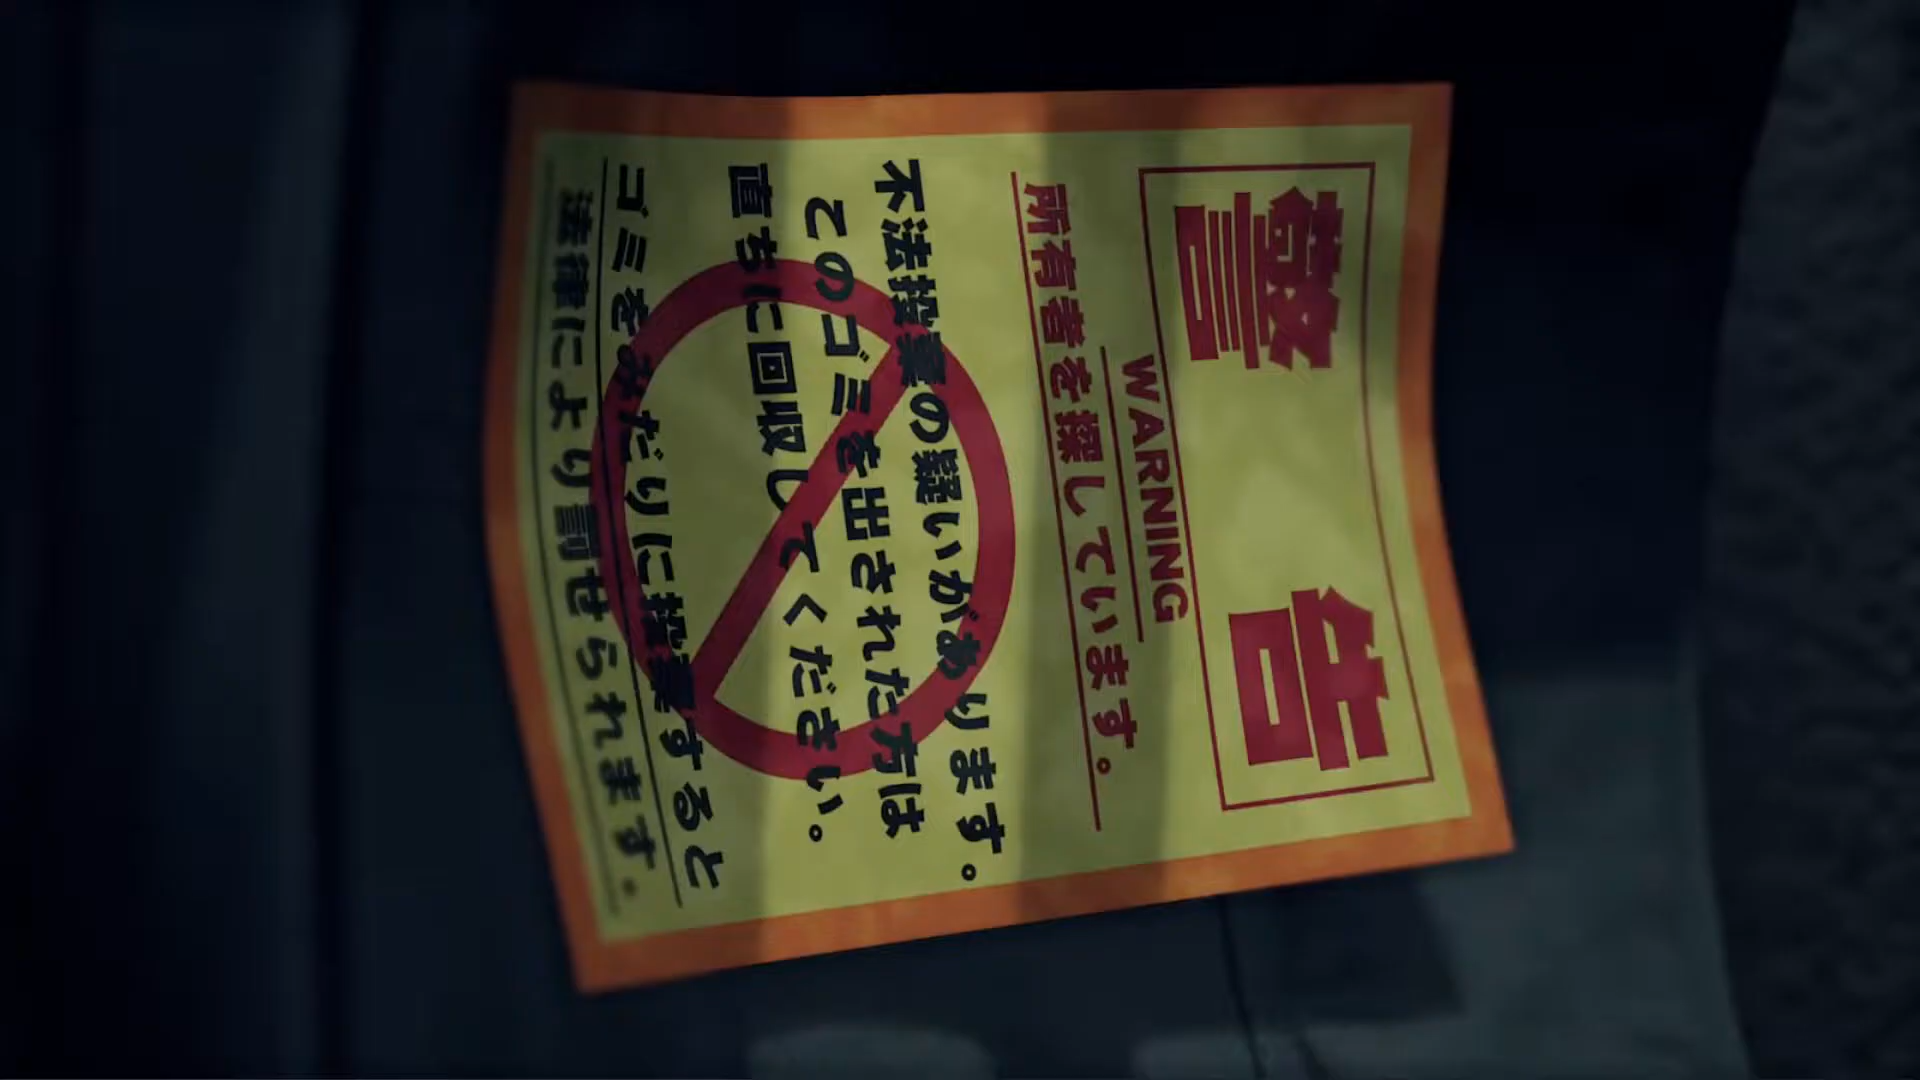 警告
WARNING
所有者を探しています。
不法投棄の疑いがあります。
このゴミを出された方は
直ちに回収してください。
ゴミをみだりに投棄すると
法律により罰せられます。